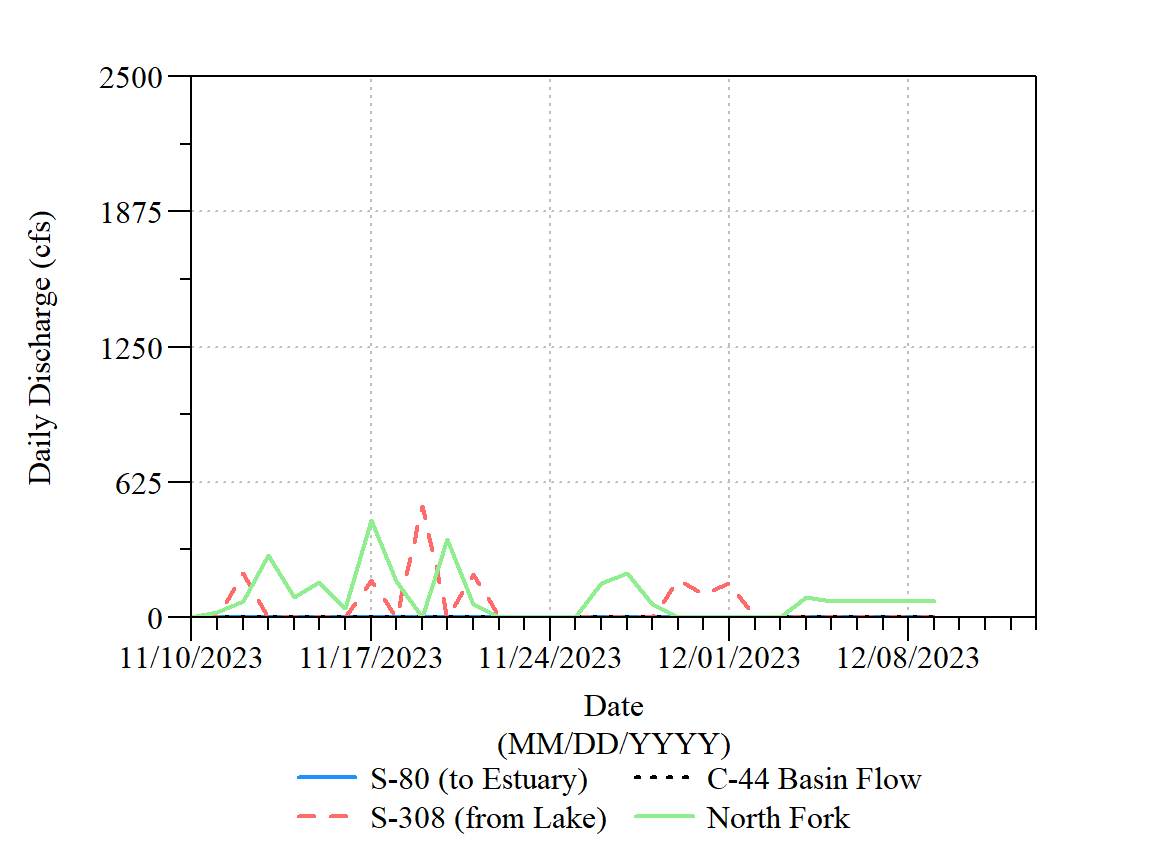 2500
1875
1250
625
0
Daily Discharge (cfs)
11/10/2023 11/17/2023 11/24/2023 12/01/2023 12/08/2023
Date
(MM/DD/YYYY)
S-80 (to Estuary) C-44 Basin Flow
S-308 (from Lake) North Fork